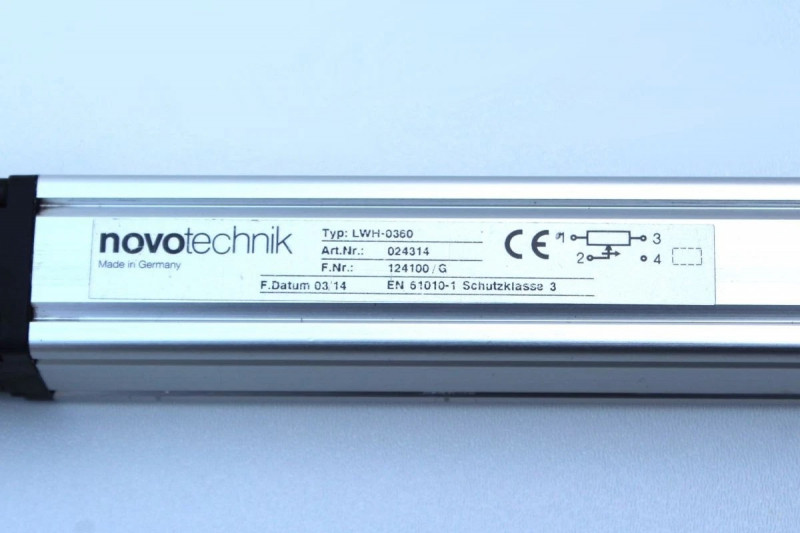 novotechnik
Made in Germany
Typ: LWH-0360
Art.Nr.: 024314
F.Nr.: 124100/G
F.Datum 03/14 EN 61010-1 Schutzklasse 3
CE
3
2
4